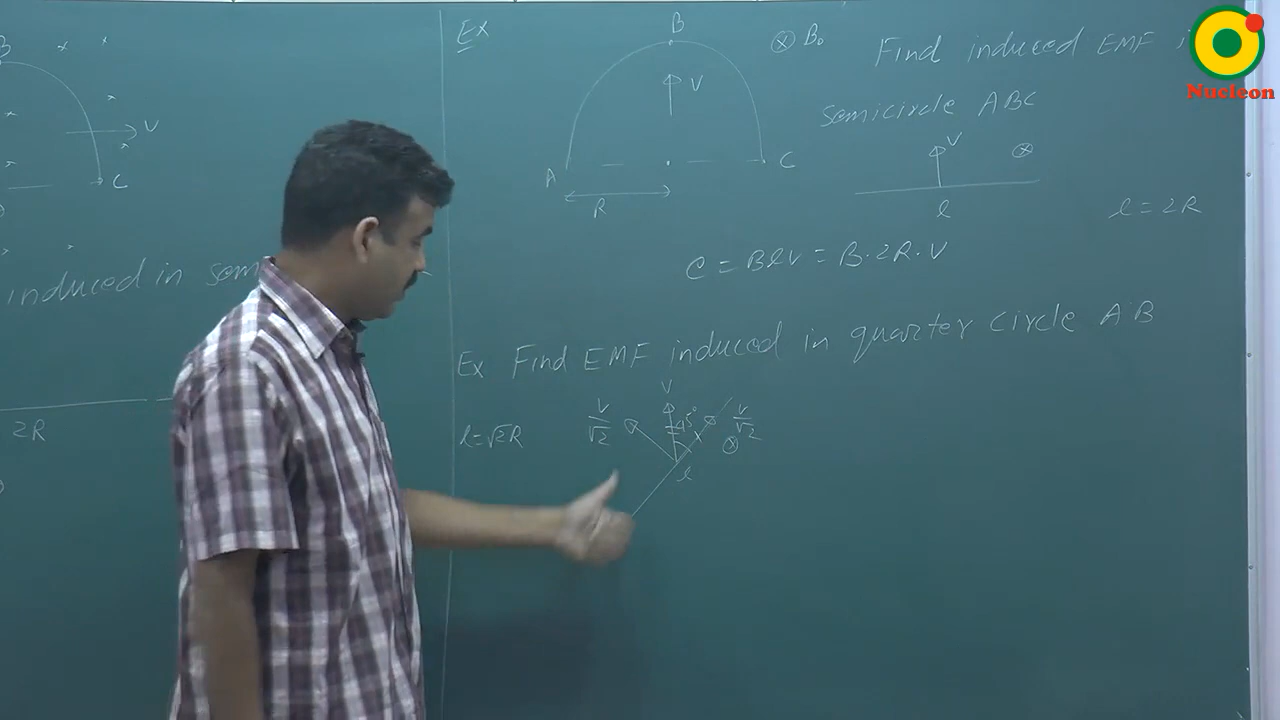 B
V
C
induced in sem
2R
Ex
B
⊗ B₀
V
A
C
R
Find induced EMF i
semicircle ABC
V
⊗
l
l = 2R
e = Blv = B·2R·V
Ex Find EMF induced in quarter circle AB
l = √2R
V/√2
V
45°
V/√2
⊗
l
Nucleon